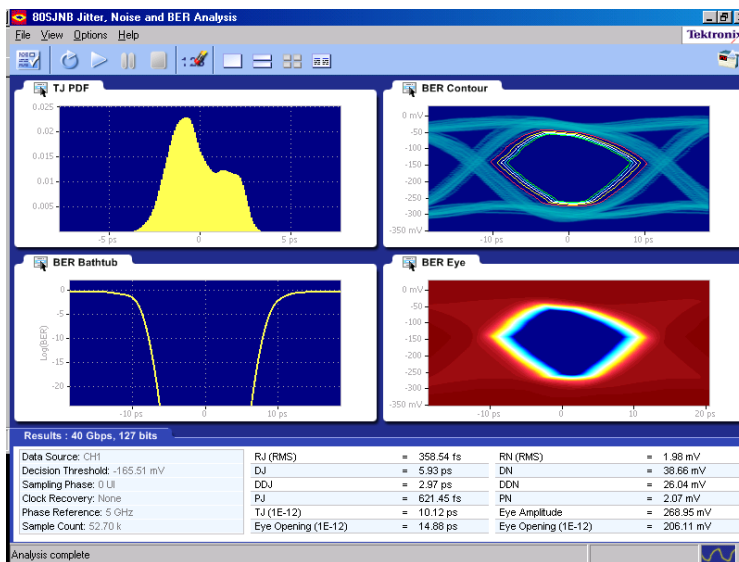 80SJNB Jitter, Noise and BER Analysis
File View Options Help
Tektronix
TJ PDF
0.025
0.02
0.015
0.01
0.005
-5 ps 0 5 ps
BER Contour
0 mV
-50
-100
-150
-200
-250
-300
-350 mV
-10 ps 0 10 ps
BER Bathtub
Log(BER)
0
-5
-10
-15
-20
-10 ps 0 10 ps
BER Eye
0 mV
-50
-100
-150
-200
-250
-300
-350 mV
-10 ps 0 10 ps 20 ps
Results : 40 Gbps, 127 bits
Data Source: CH1
Decision Threshold: -165.51 mV
Sampling Phase: 0 UI
Clock Recovery: None
Phase Reference: 5 GHz
Sample Count: 52.70 k
RJ (RMS) = 358.54 fs
DJ = 5.93 ps
DDJ = 2.97 ps
PJ = 621.45 fs
TJ (1E-12) = 10.12 ps
Eye Opening (1E-12) = 14.88 ps
RN (RMS) = 1.98 mV
DN = 38.66 mV
DDN = 26.04 mV
PN = 2.07 mV
Eye Amplitude = 268.95 mV
Eye Opening (1E-12) = 206.11 mV
Analysis complete